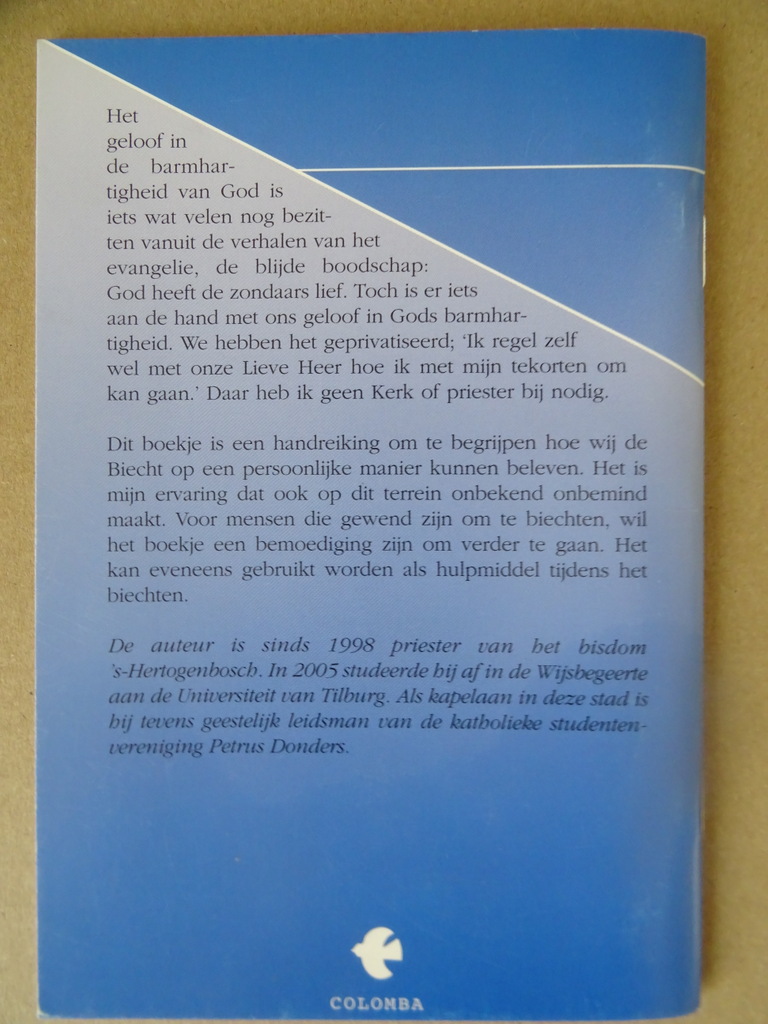 Het
geloof in
de barmhar-
tigheid van God is
iets wat velen nog bezit-
ten vanuit de verhalen van het
evangelie, de blijde boodschap:
God heeft de zondaars lief. Toch is er iets
aan de hand met ons geloof in Gods barmhar-
tigheid. We hebben het geprivatiseerd; 'Ik regel zelf
wel met onze Lieve Heer hoe ik met mijn tekorten om
kan gaan.' Daar heb ik geen Kerk of priester bij nodig.
Dit boekje is een handreiking om te begrijpen hoe wij de
Biecht op een persoonlijke manier kunnen beleven. Het is
mijn ervaring dat ook op dit terrein onbekend onbemind
maakt. Voor mensen die gewend zijn om te biechten, wil
het boekje een bemoediging zijn om verder te gaan. Het
kan eveneens gebruikt worden als hulpmiddel tijdens het
biechten.
De auteur is sinds 1998 priester van het bisdom
's-Hertogenbosch. In 2005 studeerde hij af in de Wijsbegeerte
aan de Universiteit van Tilburg. Als kapelaan in deze stad is
hij tevens geestelijk leidsman van de katholieke studenten-
vereniging Petrus Donders.
COLOMBA